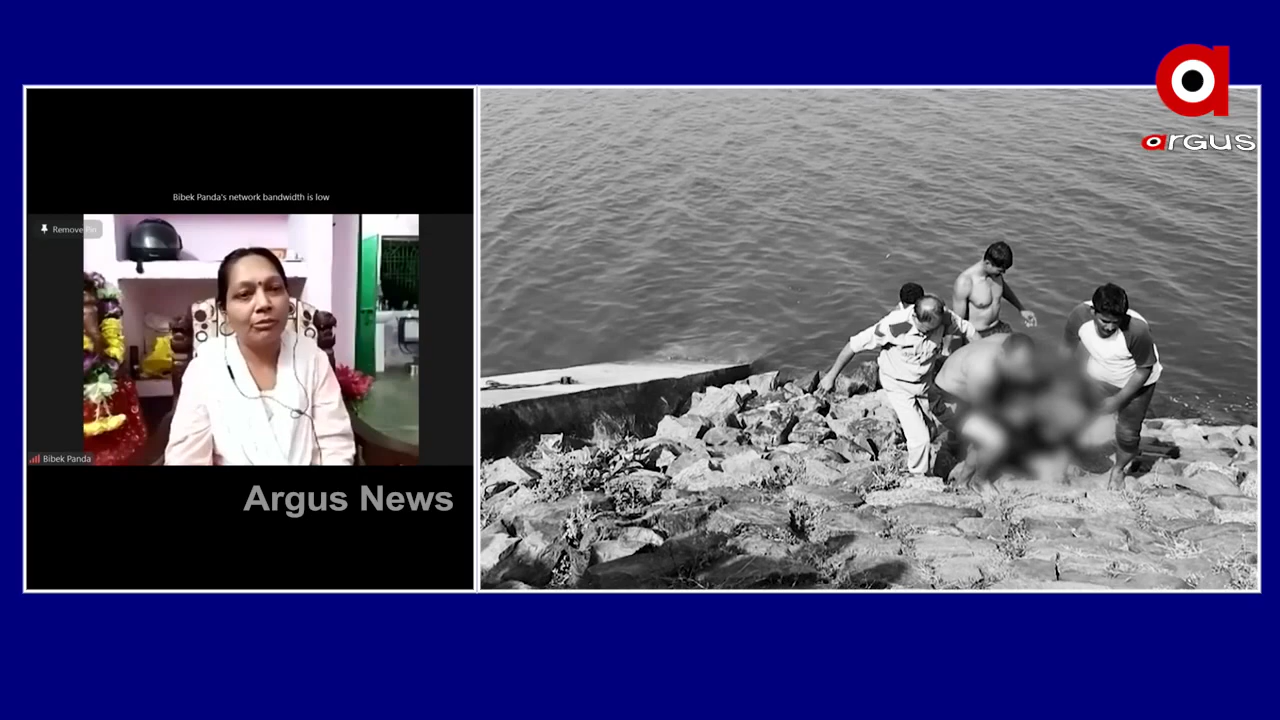 argus
Bibek Panda's network bandwidth is low
Remove Pin
Bibek Panda
Argus News